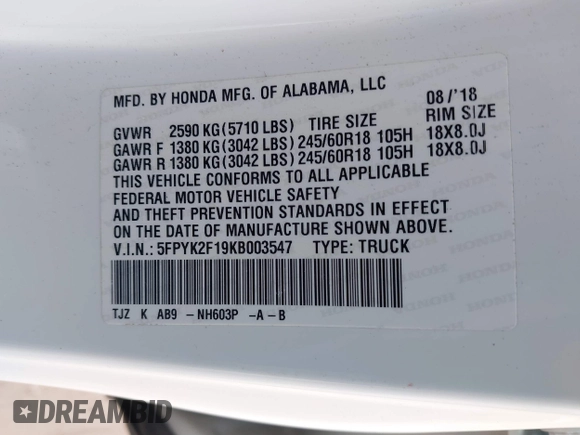 MFD. BY HONDA MFG. OF ALABAMA, LLC 08/'18
GVWR 2590 KG(5710 LBS) TIRE SIZE RIM SIZE
GAWR F 1380 KG(3042 LBS) 245/60R18 105H 18X8.0J
GAWR R 1380 KG(3042 LBS) 245/60R18 105H 18X8.0J
THIS VEHICLE CONFORMS TO ALL APPLICABLE
FEDERAL MOTOR VEHICLE SAFETY
AND THEFT PREVENTION STANDARDS IN EFFECT
ON THE DATE OF MANUFACTURE SHOWN ABOVE.
V.I.N.: 5FPYK2F19KB003547 TYPE: TRUCK
TJZ K AB9 -NH603P -A-B
DREAMBID